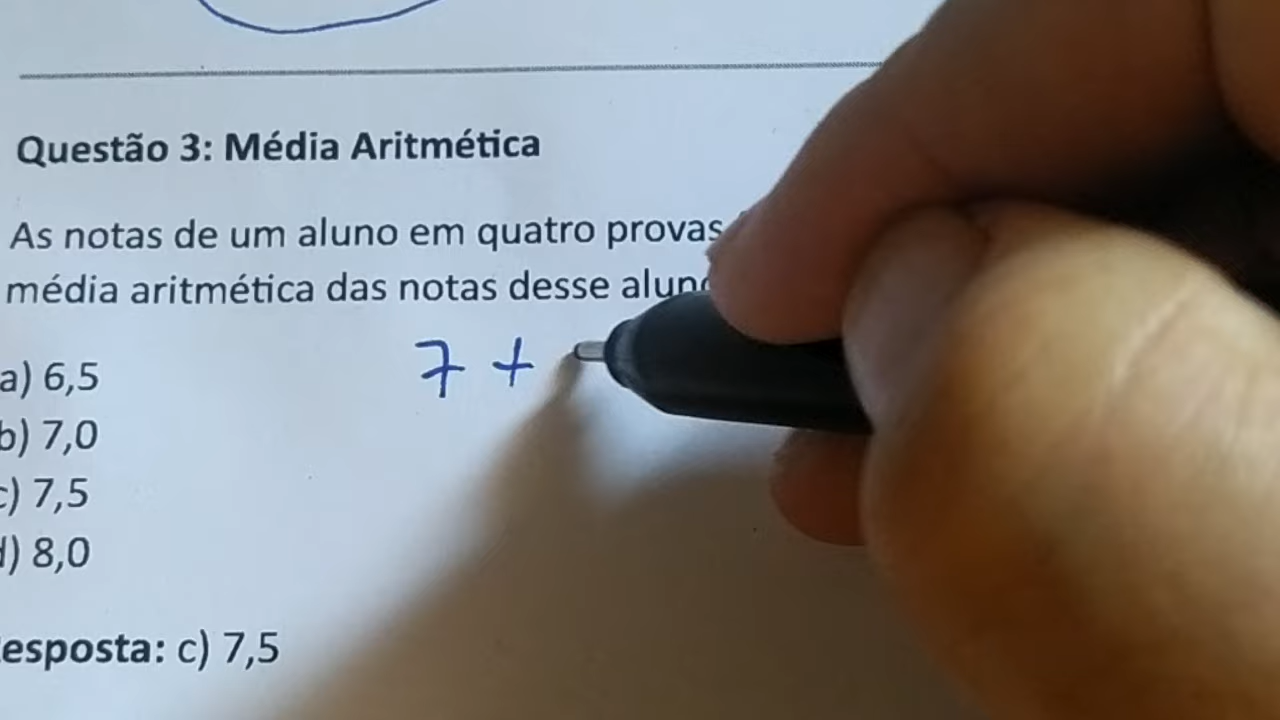 Questão 3: Média Aritmética
As notas de um aluno em quatro provas
média aritmética das notas desse
7 +
a) 6,5
b) 7,0
c) 7,5
d) 8,0
esposta: c) 7,5